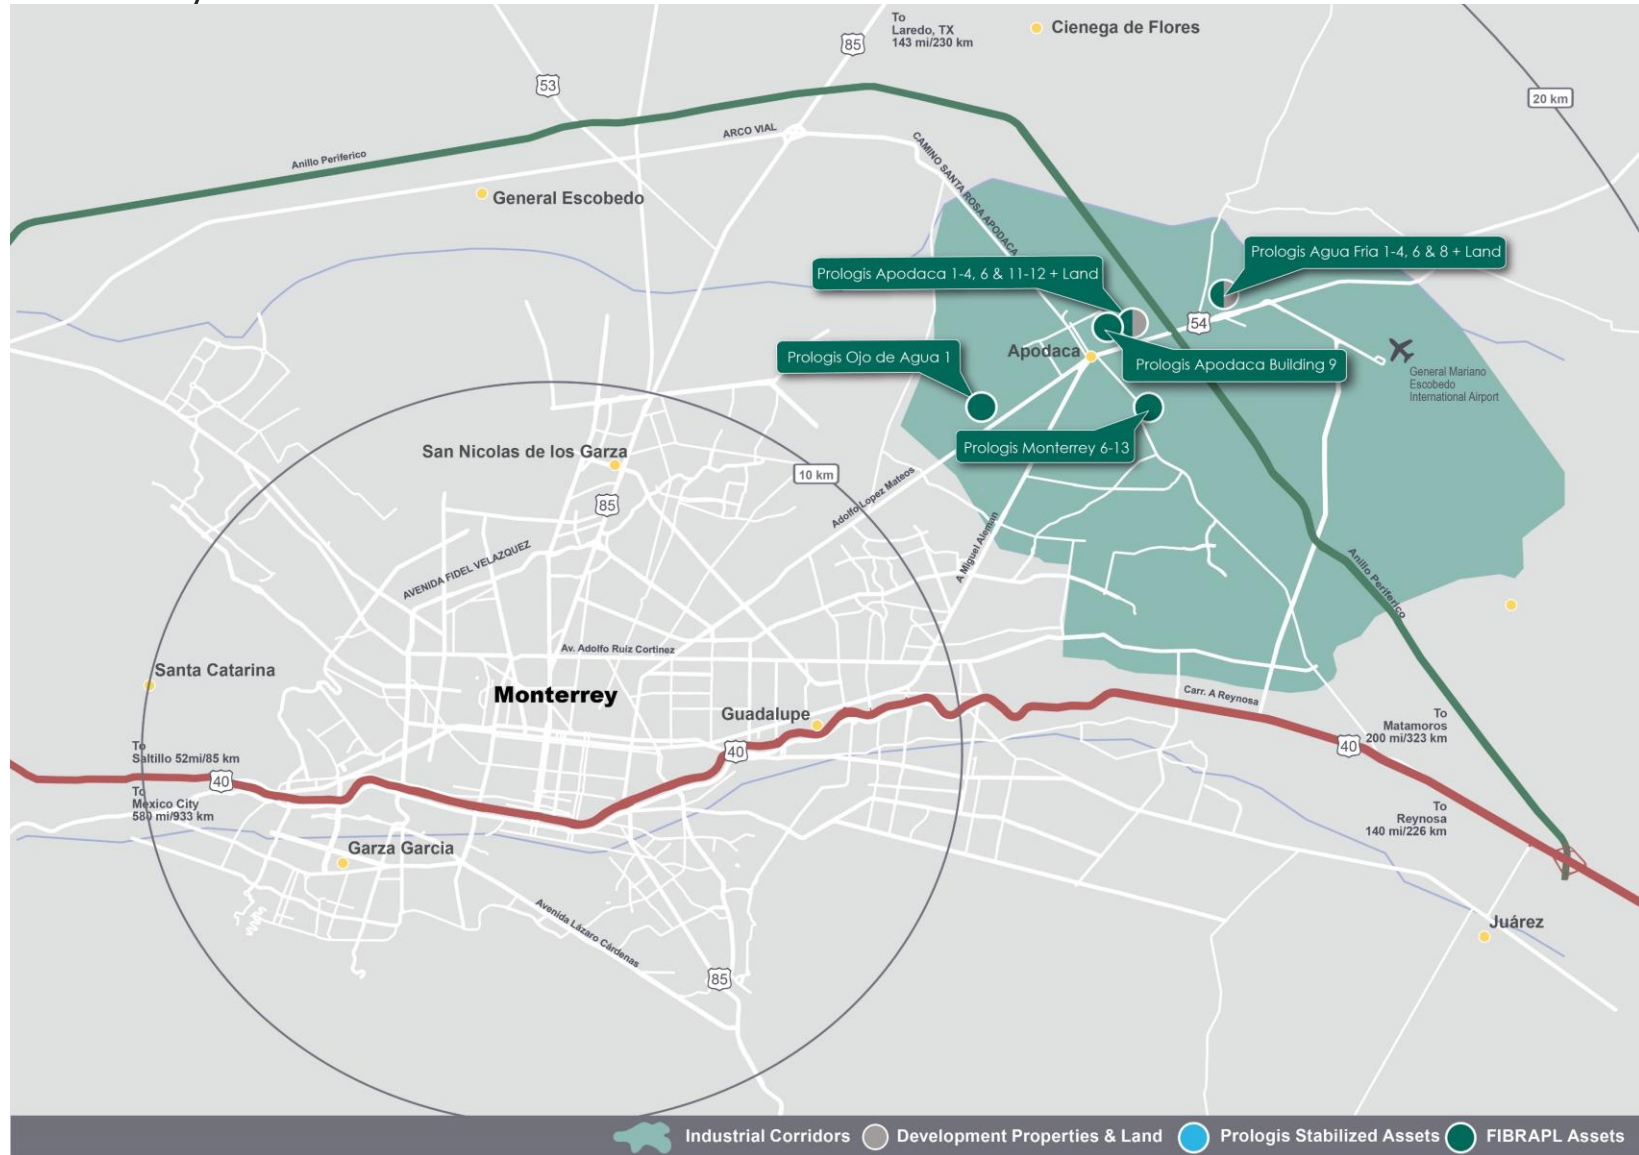 To
Laredo, TX
143 mi/230 km
85
Cienega de Flores
53
20 km
ARCO VIAL
Anillo Periferico
CAMINO SANTA ROSA APODACA
General Escobedo
Prologis Agua Fria 1-4, 6 & 8 + Land
Prologis Apodaca 1-4, 6 & 11-12 + Land
54
Apodaca
Prologis Ojo de Agua 1
Prologis Apodaca Building 9
General Mariano
Escobedo
International Airport
Prologis Monterrey 6-13
San Nicolas de los Garza
10 km
85
Adolfo Lopez Mateos
A Miguel Aleman
AVENIDA FIDEL VELAZQUEZ
Anillo Periferico
Av. Adolfo Ruiz Cortinez
Santa Catarina
Monterrey
Carr. A Reynosa
Guadalupe
To
Matamoros
200 mi/323 km
40
40
To
Saltillo 52mi/85 km
40
To
Mexico City
580 mi/933 km
To
Reynosa
140 mi/226 km
Garza Garcia
Avenida Lázaro Cárdenas
Juárez
85
Industrial Corridors
Development Properties & Land
Prologis Stabilized Assets
FIBRAPL Assets